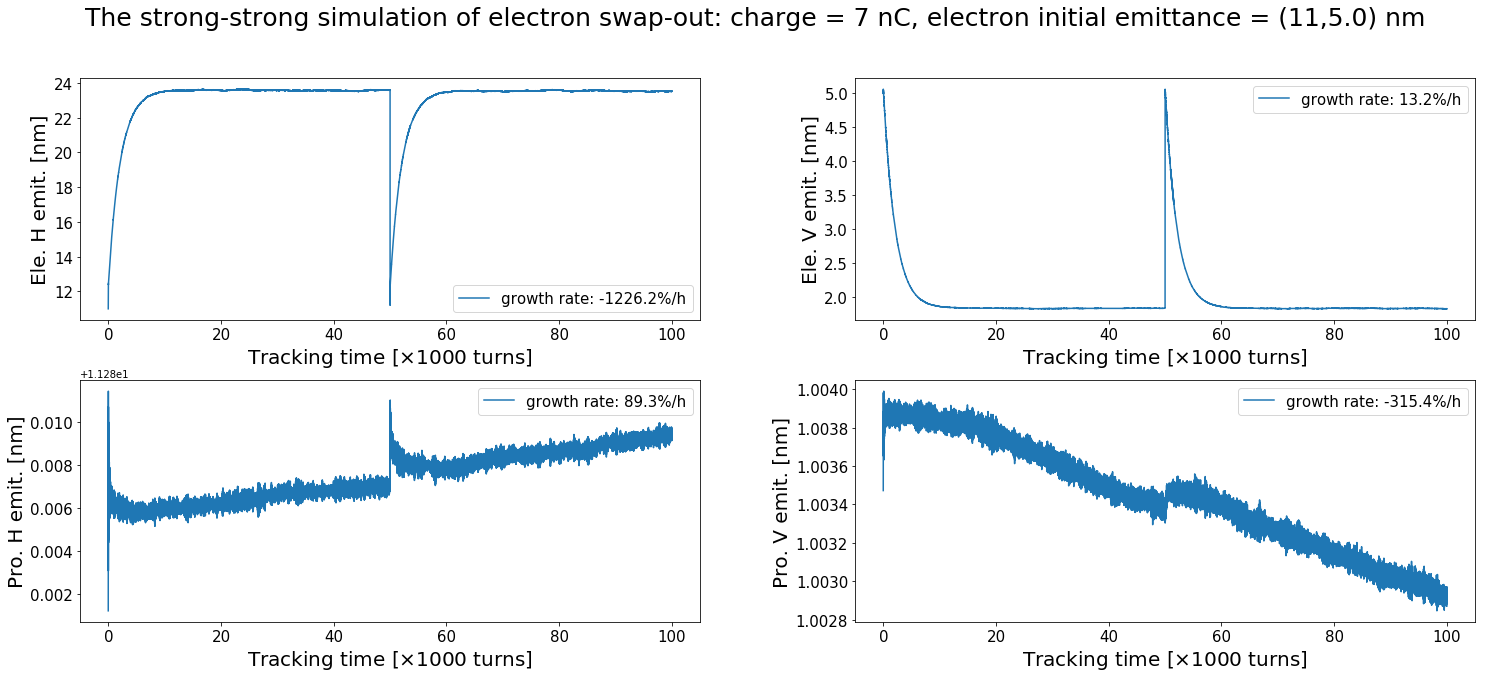 The strong-strong simulation of electron swap-out: charge = 7 nC, electron initial emittance = (11,5.0) nm
24
22
20
18
16
14
12
Ele. H emit. [nm]
growth rate: -1226.2%/h
0 20 40 60 80 100
Tracking time [×1000 turns]
5.0
4.5
4.0
3.5
3.0
2.5
2.0
Ele. V emit. [nm]
growth rate: 13.2%/h
0 20 40 60 80 100
Tracking time [×1000 turns]
+1.128e1
0.010
0.008
0.006
0.004
0.002
Pro. H emit. [nm]
growth rate: 89.3%/h
0 20 40 60 80 100
Tracking time [×1000 turns]
1.0040
1.0038
1.0036
1.0034
1.0032
1.0030
1.0028
Pro. V emit. [nm]
growth rate: -315.4%/h
0 20 40 60 80 100
Tracking time [×1000 turns]